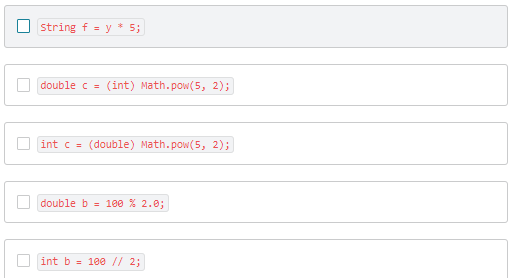 String f = y * 5;
double c = (int) Math.pow(5, 2);
int c = (double) Math.pow(5, 2);
double b = 100 % 2.0;
int b = 100 // 2;